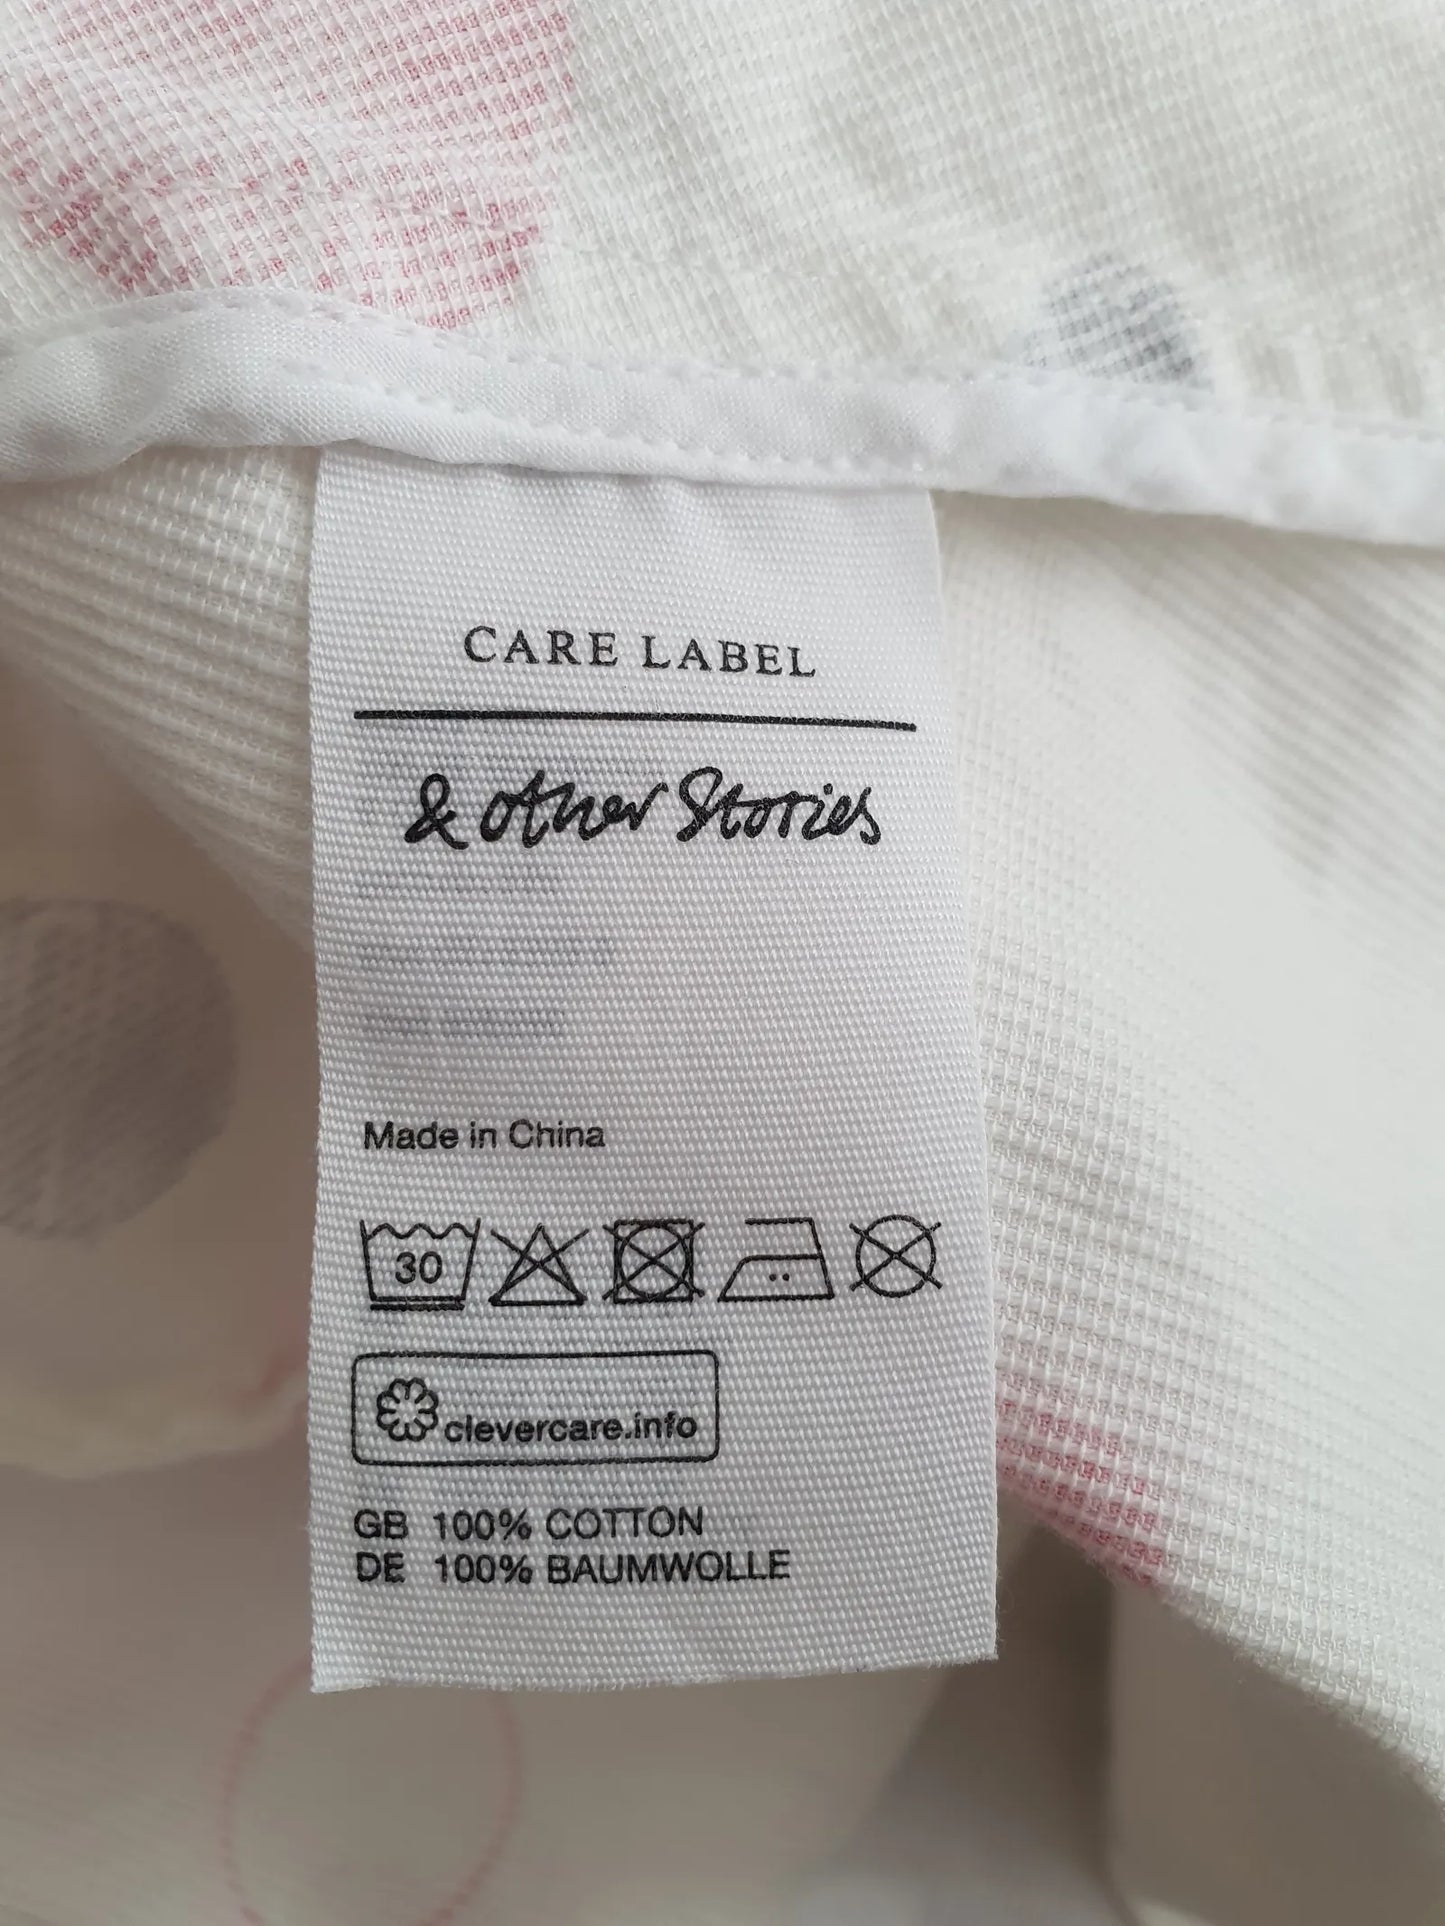 CARE LABEL
& other Stories
Made in China
30
clevercare.info
GB 100% COTTON
DE 100% BAUMWOLLE